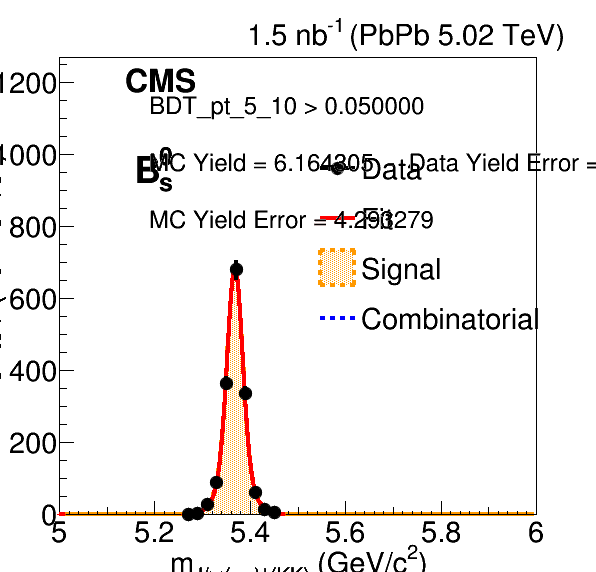 1.5 nb-1 (PbPb 5.02 TeV)
1200
CMS
BDT_pt_5_10 > 0.050000
1000
B0s
MC Yield = 6.164305
Data Yield Error =
Data
800
MC Yield Error = 4.293279
Fit
Signal
600
Combinatorial
400
200
0
5 5.2 5.4 5.6 5.8 6
m (GeV/c2)